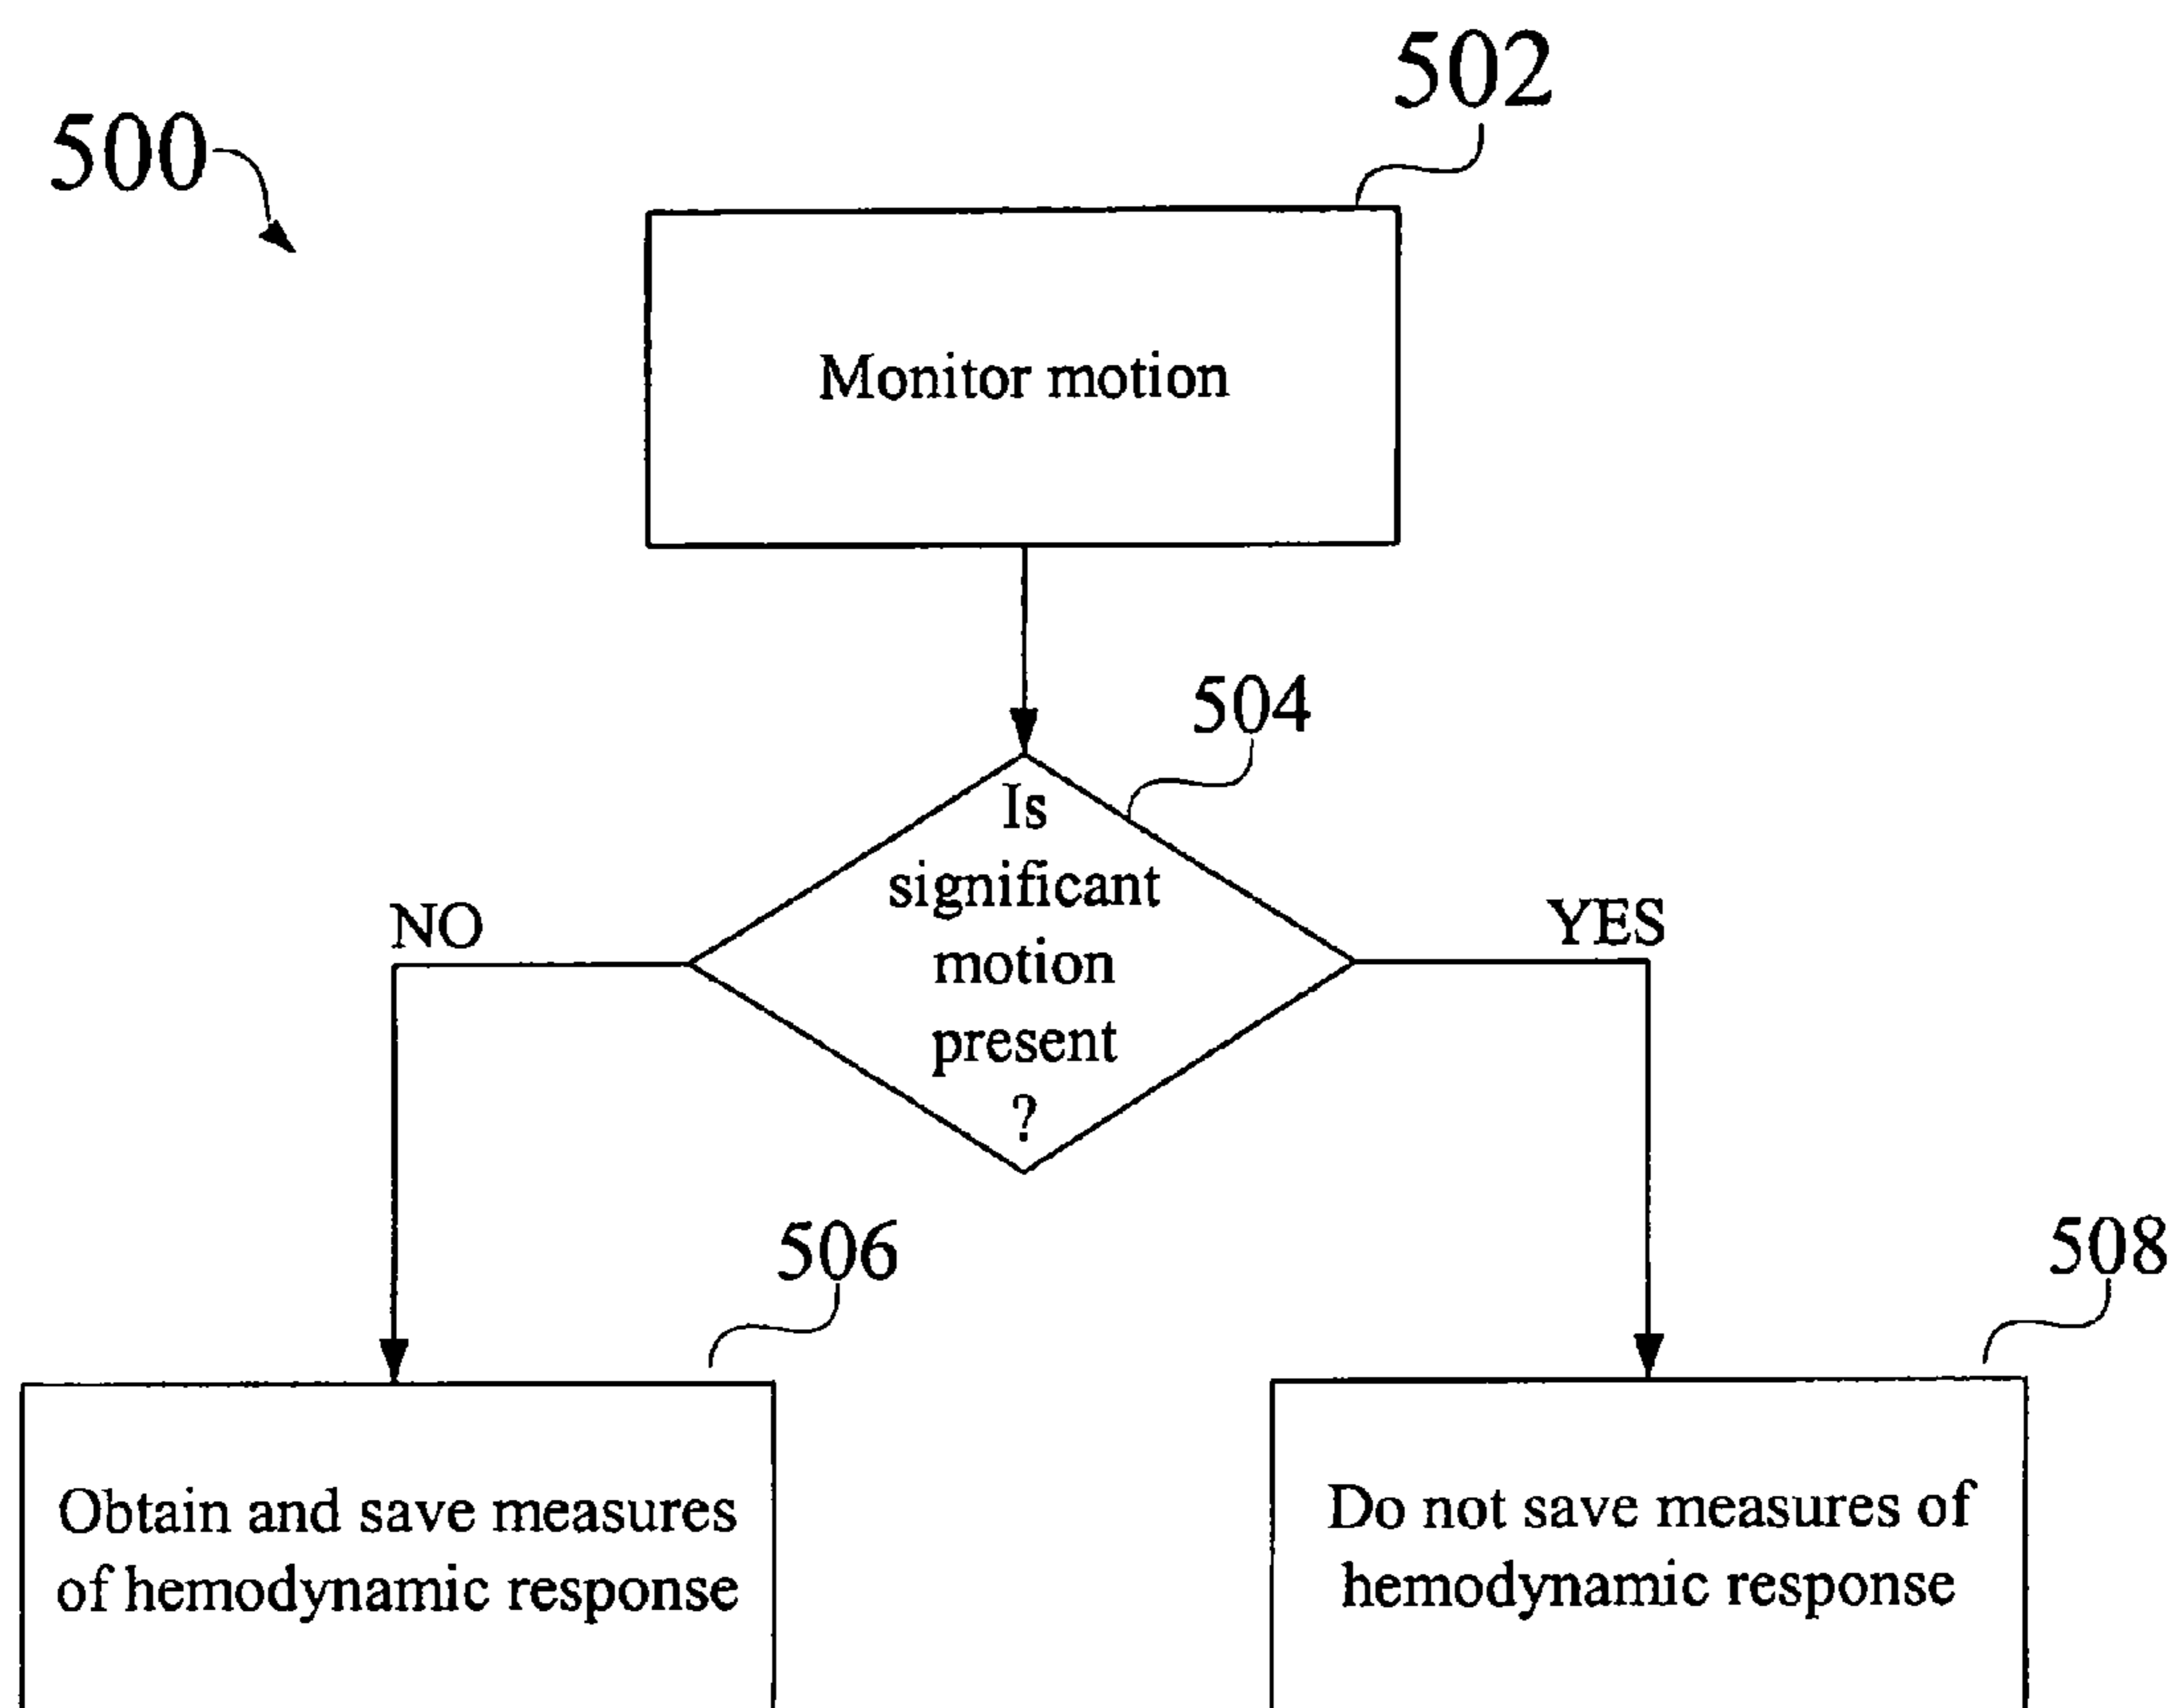 502
500
Monitor motion
504
Is
significant
motion
present
?
NO
YES
506
508
Obtain and save measures
of hemodynamic response
Do not save measures of
hemodynamic response